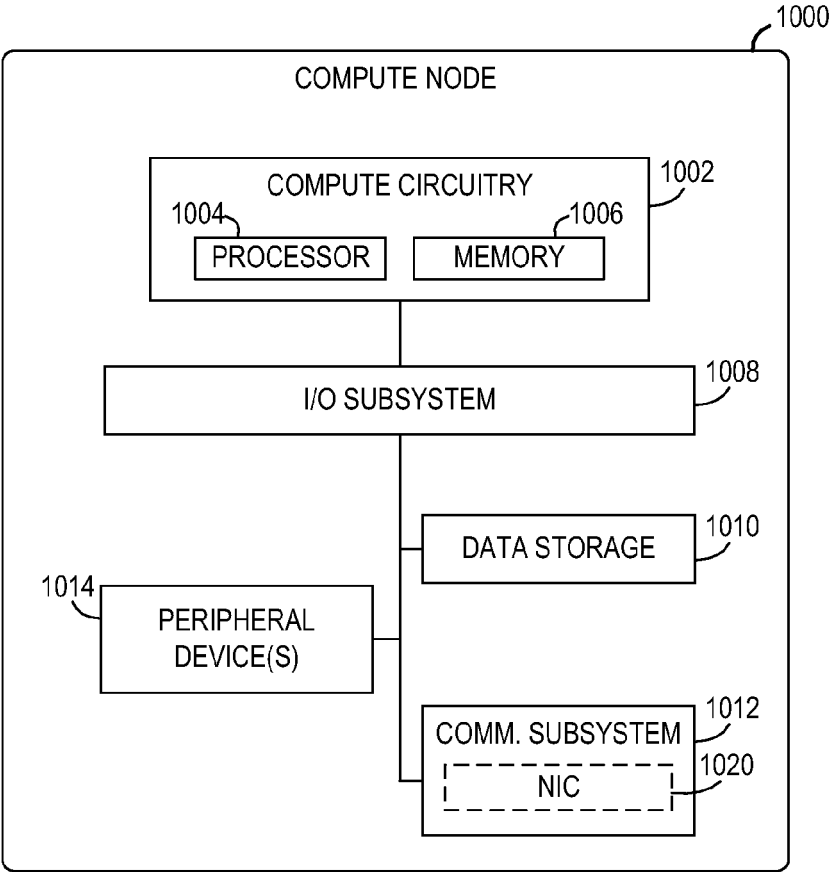 1000
COMPUTE NODE
COMPUTE CIRCUITRY
1002
1004
1006
PROCESSOR
MEMORY
I/O SUBSYSTEM
1008
DATA STORAGE
1010
1014
PERIPHERAL
DEVICE(S)
COMM. SUBSYSTEM
1012
NIC
1020